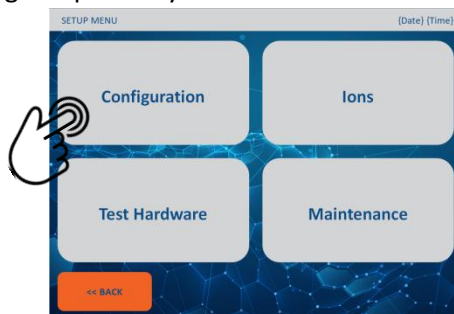 SETUP MENU {Date} {Time}
Configuration Ions
Test Hardware Maintenance
<< BACK